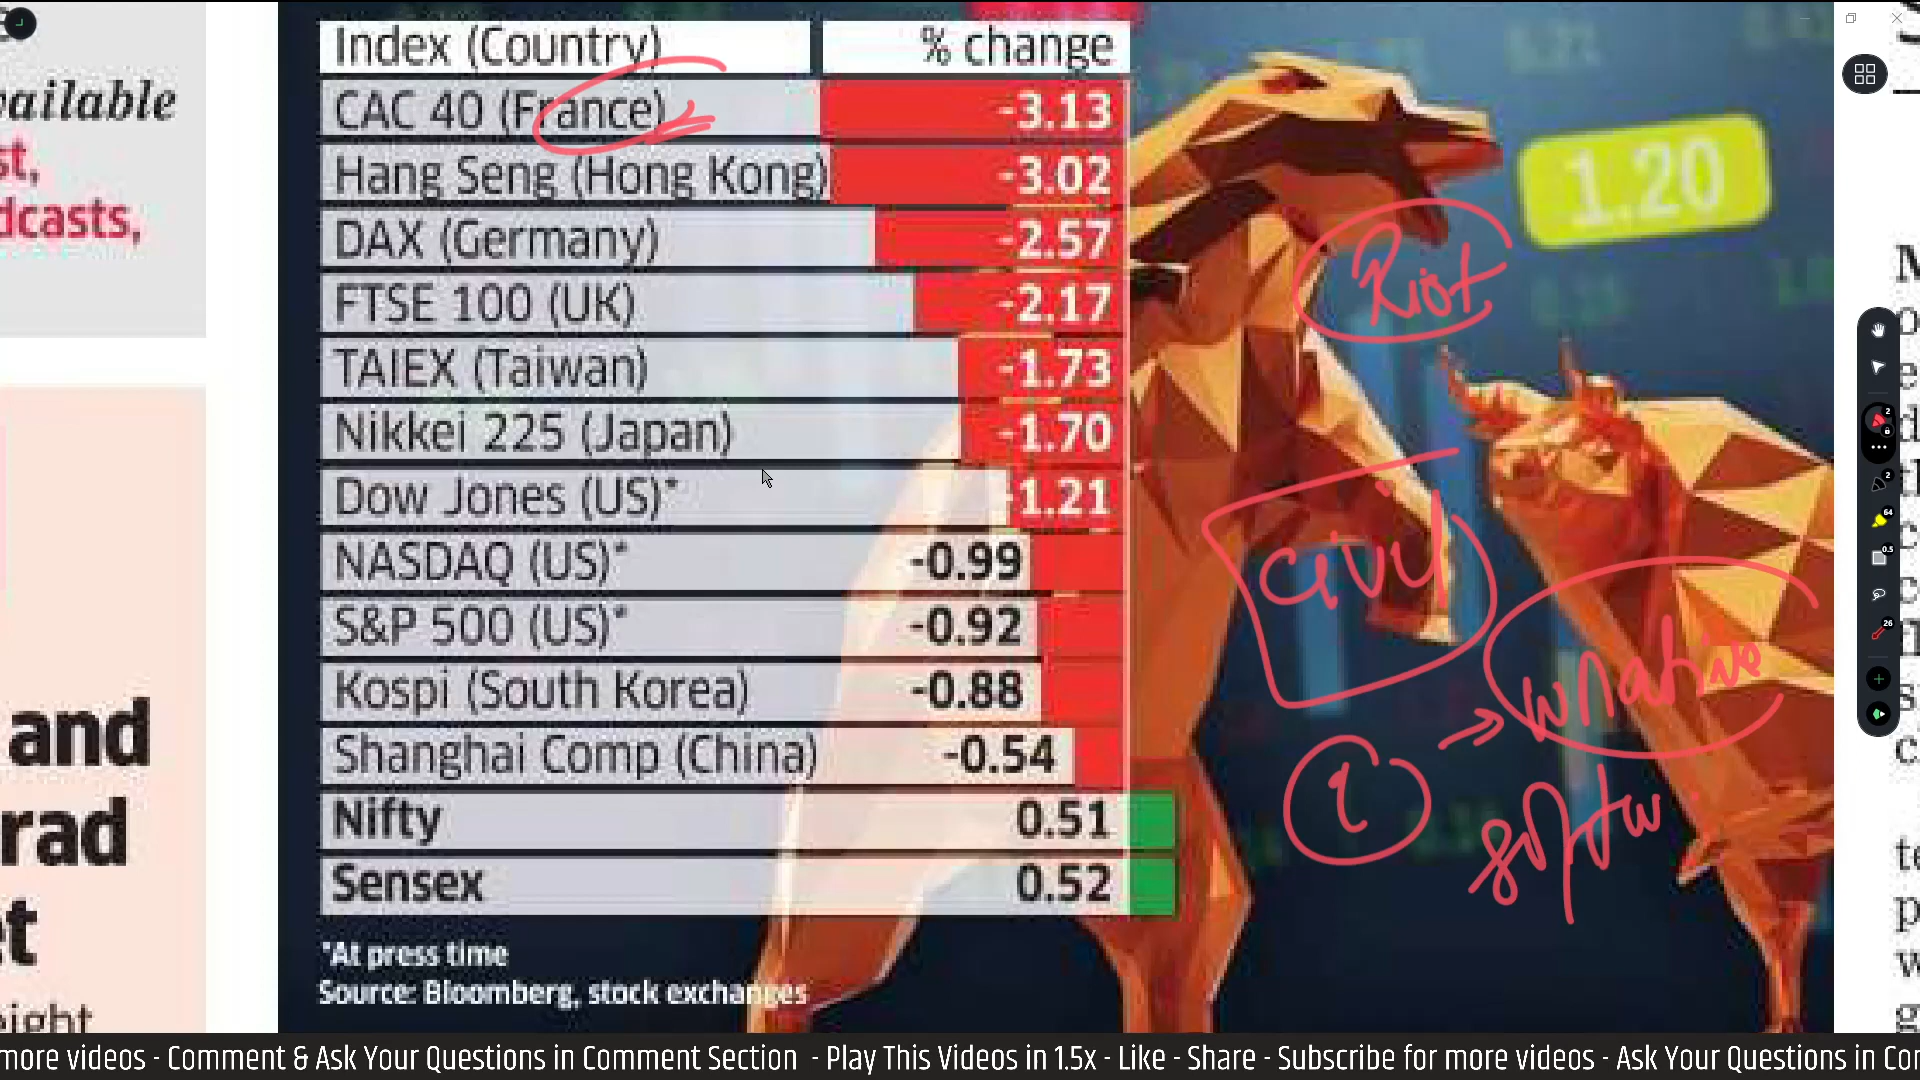 vailable
st,
dcasts,
and
rad
et
eight
Index (Country) % change
CAC 40 (France) -3.13
Hang Seng (Hong Kong) -3.02
DAX (Germany) -2.57
FTSE 100 (UK) -2.17
TAIEX (Taiwan) -1.73
Nikkei 225 (Japan) -1.70
Dow Jones (US)* -1.21
NASDAQ (US)* -0.99
S&P 500 (US)* -0.92
Kospi (South Korea) -0.88
Shanghai Comp (China) -0.54
Nifty 0.51
Sensex 0.52
*At press time
Source: Bloomberg, stock exchanges
1.20
Riot
civil
more videos - Comment & Ask Your Questions in Comment Section - Play This Videos in 1.5x - Like - Share - Subscribe for more videos - Ask Your Questions in Co